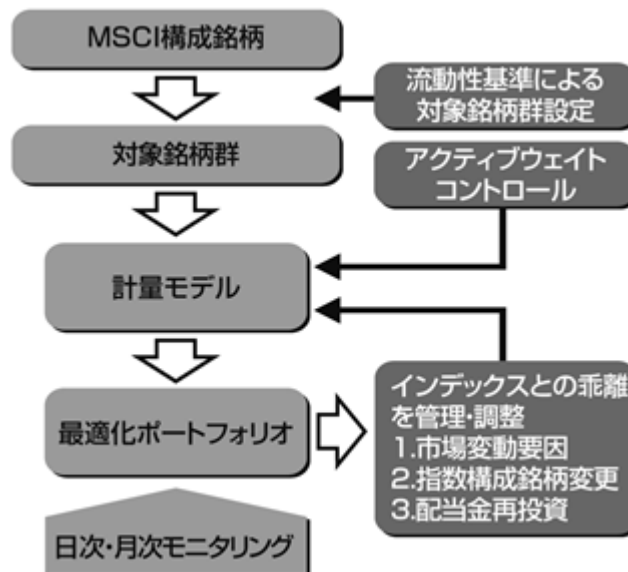 MSCI構成銘柄
流動性基準による
対象銘柄群設定
対象銘柄群
アクティブウェイト
コントロール
計量モデル
最適化ポートフォリオ
インデックスとの乖離
を管理・調整
1.市場変動要因
2.指数構成銘柄変更
3.配当金再投資
日次・月次モニタリング